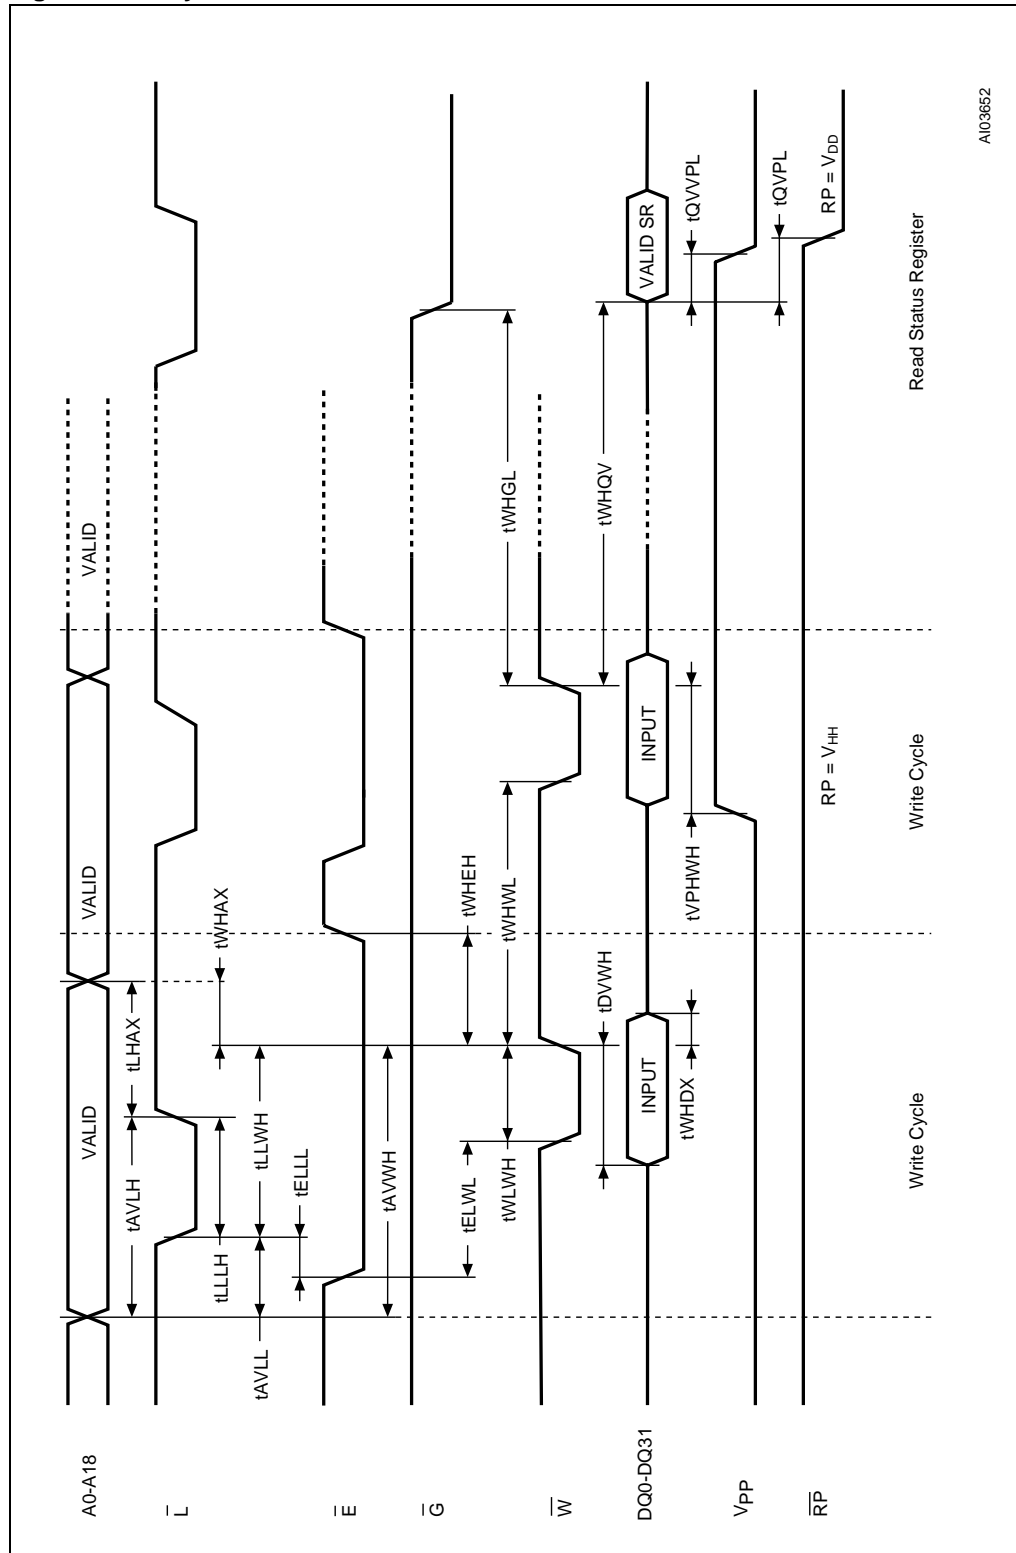 A0-A18
VALID
VALID
VALID
tAVLH
tLHAX
L
tLLLH
tWHAX
tAVLL
tLLWH
E
tELLL
tAVWH
G
tELWL
tWHEH
tWLWH
tWHWL
tWHGL
W
tDVWH
tWHQV
DQ0-DQ31
INPUT
INPUT
VALID SR
tWHDX
tVPHWH
tQVVPL
VPP
tQVPL
RP
RP = VHH
RP = VDD
Write Cycle
Write Cycle
Read Status Register
AI03652